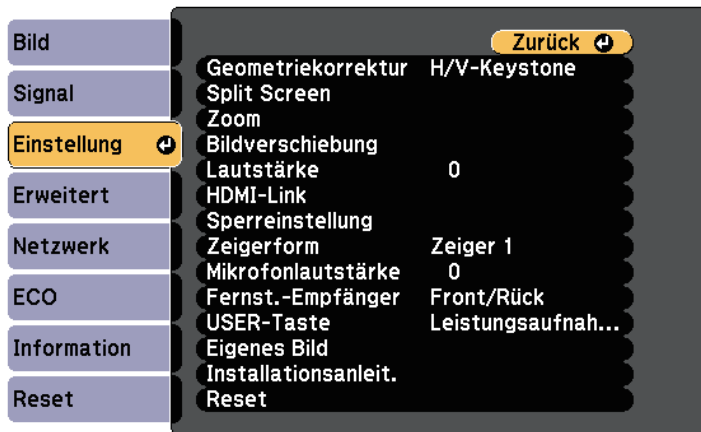 Bild
Signal
Einstellung
Erweitert
Netzwerk
ECO
Information
Reset
Zurück
Geometriekorrektur H/V-Keystone
Split Screen
Zoom
Bildverschiebung
Lautstärke 0
HDMI-Link
Sperreinstellung
Zeigerform Zeiger 1
Mikrofonlautstärke 0
Fernst.-Empfänger Front/Rück
USER-Taste Leistungsaufnah...
Eigenes Bild
Installationsanleit.
Reset